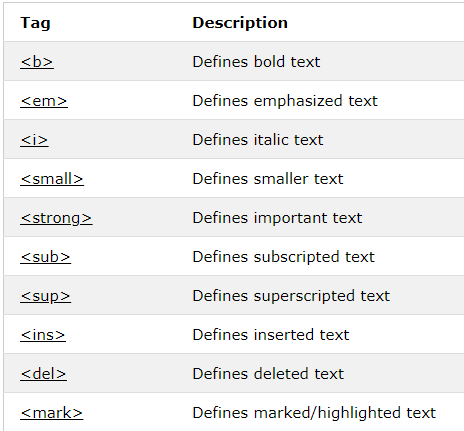 Tag Description
<b> Defines bold text
<em> Defines emphasized text
<i> Defines italic text
<small> Defines smaller text
<strong> Defines important text
<sub> Defines subscripted text
<sup> Defines superscripted text
<ins> Defines inserted text
<del> Defines deleted text
<mark> Defines marked/highlighted text